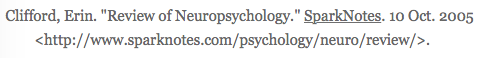 Clifford, Erin. "Review of Neuropsychology." SparkNotes. 10 Oct. 2005
<http://www.sparknotes.com/psychology/neuro/review/>.